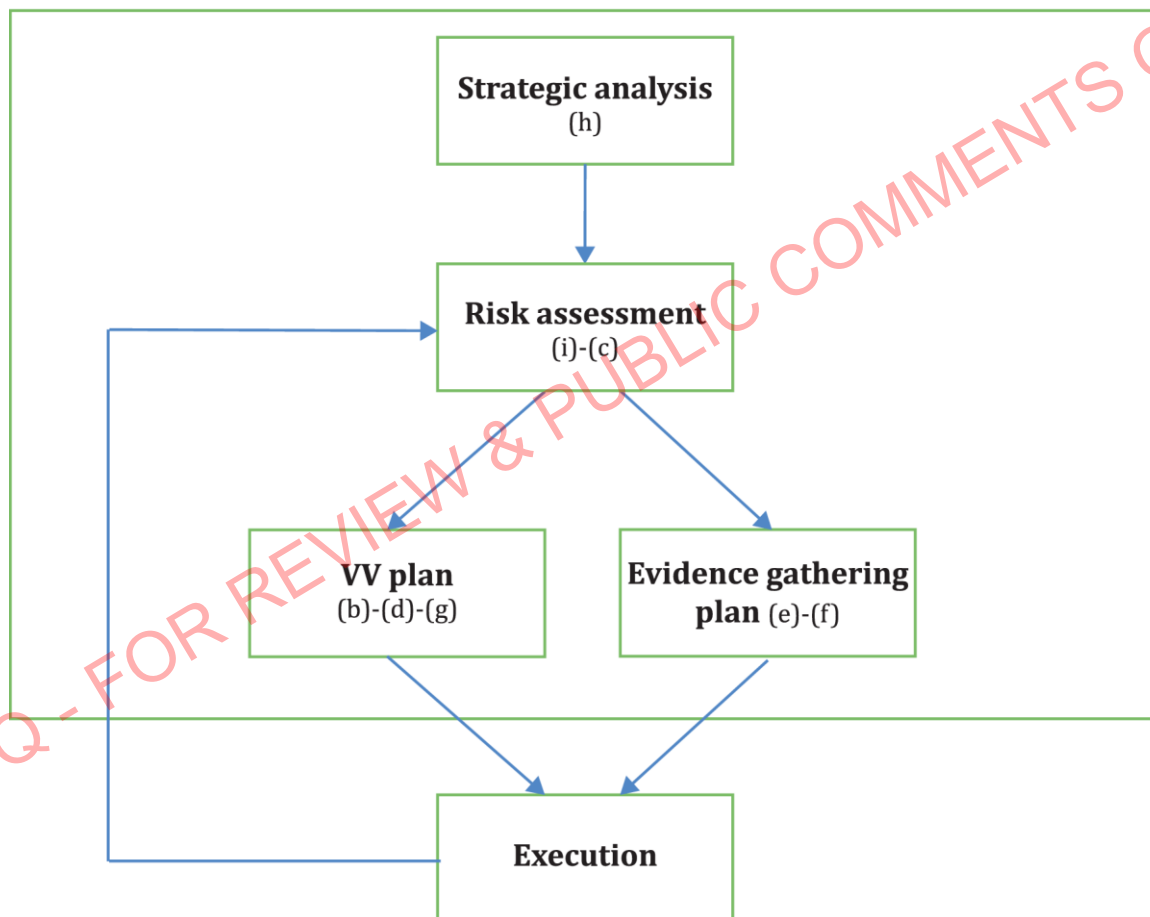 Strategic analysis
(h)
Risk assessment
(i)-(c)
VV plan
(b)-(d)-(g)
Evidence gathering
plan (e)-(f)
Execution
Q - FOR REVIEW & PUBLIC COMMENTS O